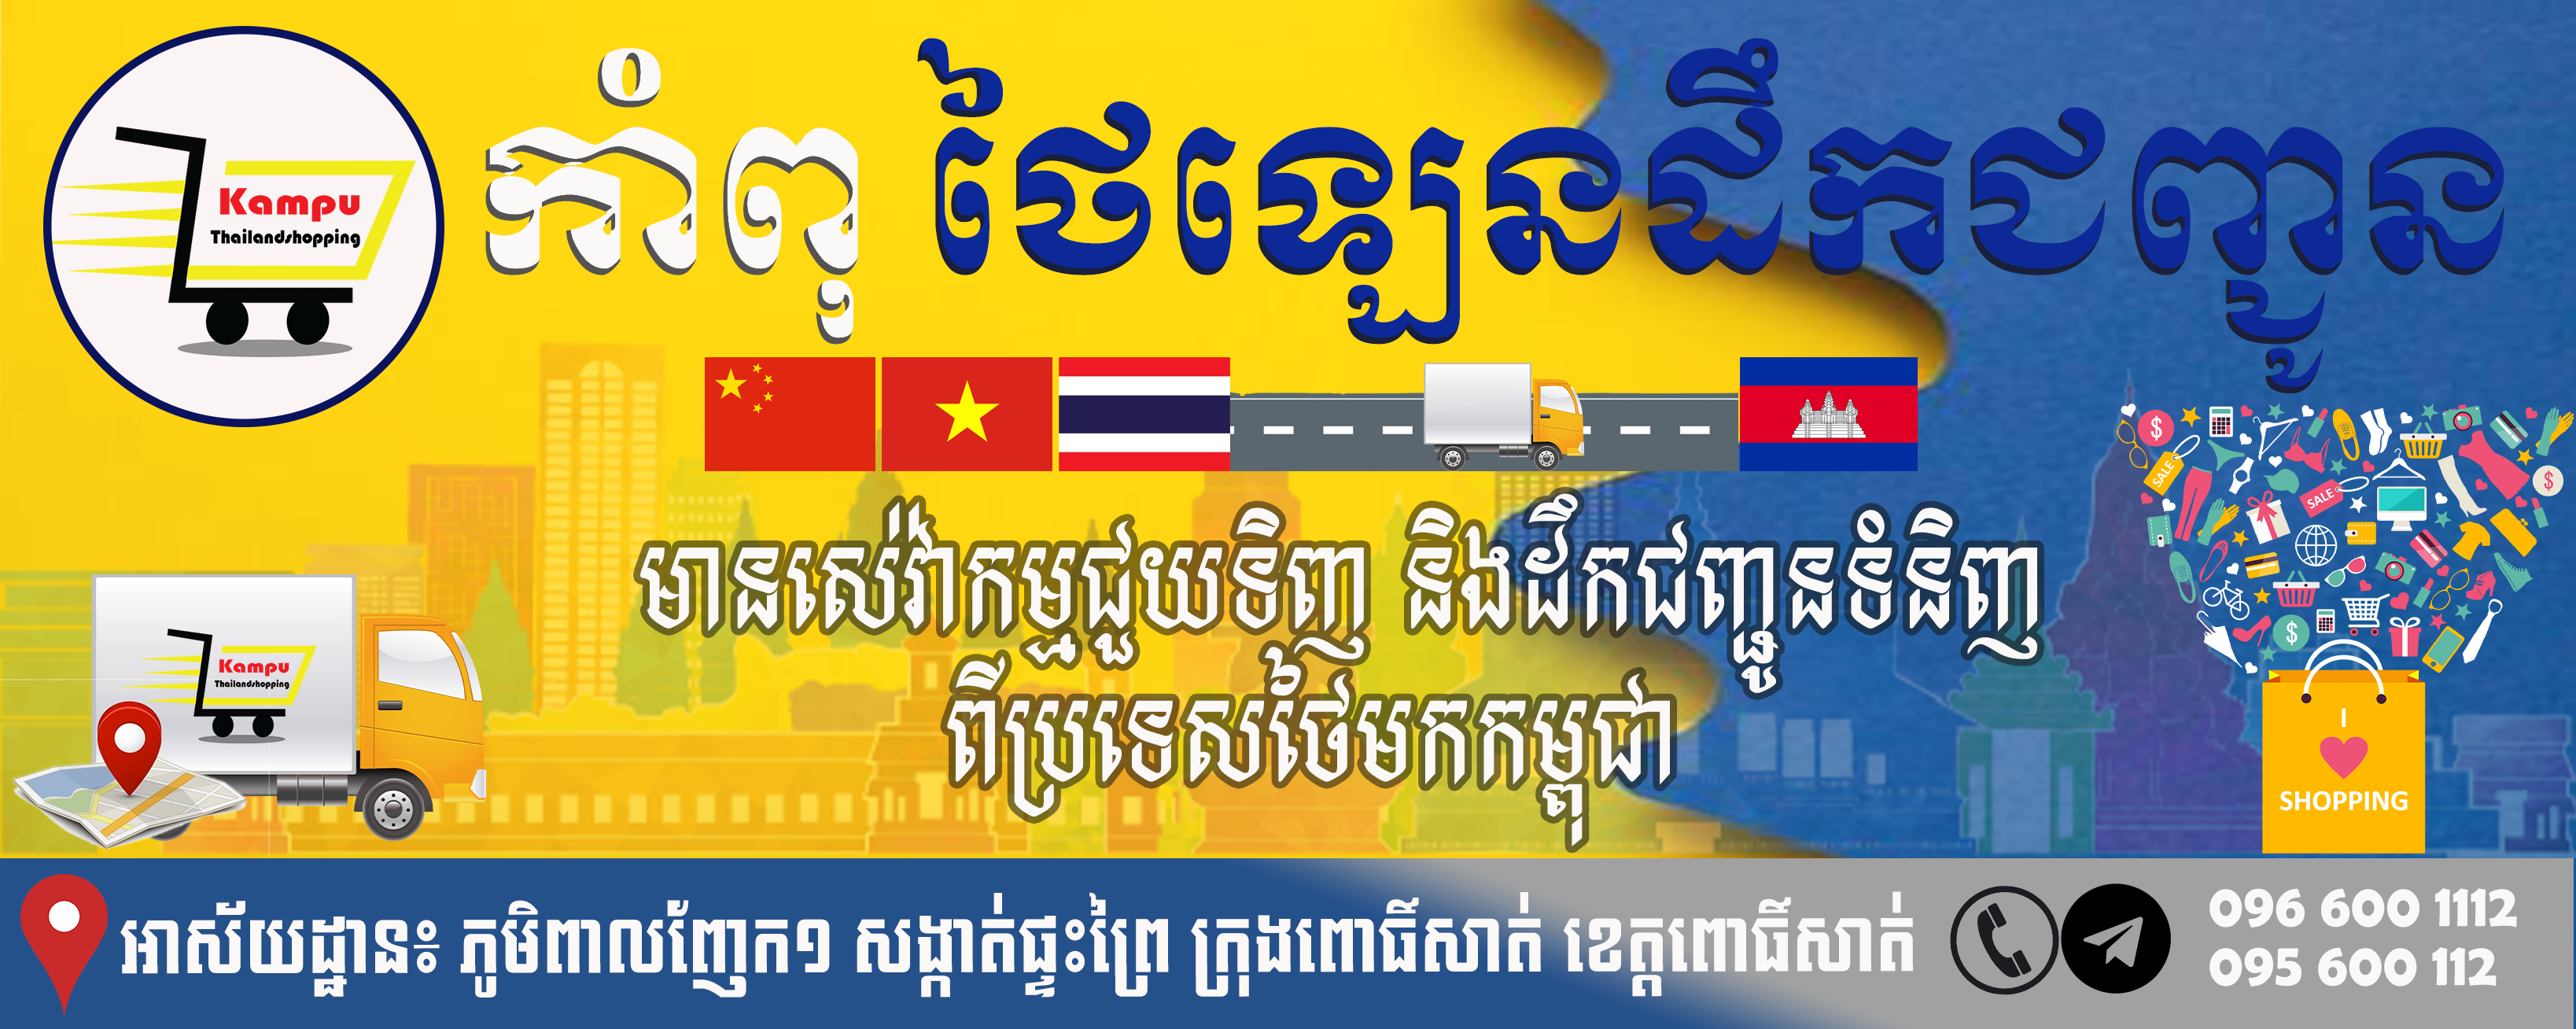 Kampu
Thailandshopping
កាំពុ ថៃឡេនដឹកជញ្ជូន
មានសេវ៉ាកម្មជួយទិញ និងដឹកជញ្ជូនទំនិញ
ពីប្រទេសថៃមកកម្ពុជា
Kampu
Thailandshopping
SALE
SALE
I
SHOPPING
អាស័យដ្ឋាន៖ ភូមិពាលញែក១ សង្កាត់ផ្ទះព្រៃ ក្រុងពោធិ៍សាត់ ខេត្តពោធិ៍សាត់
096 600 1112
095 600 112